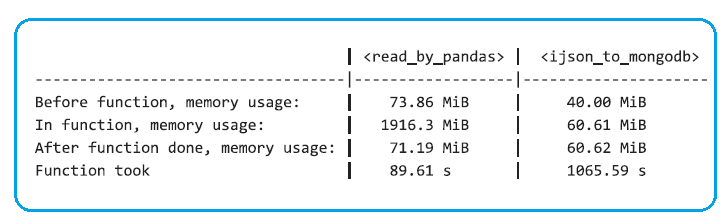 | <read_by_pandas> | <ijson_to_mongodb>
----------------------------------|------------------|--------------------
Before function, memory usage: | 73.86 MiB | 40.00 MiB
In function, memory usage: | 1916.3 MiB | 60.61 MiB
After function done, memory usage: | 71.19 MiB | 60.62 MiB
Function took | 89.61 s | 1065.59 s